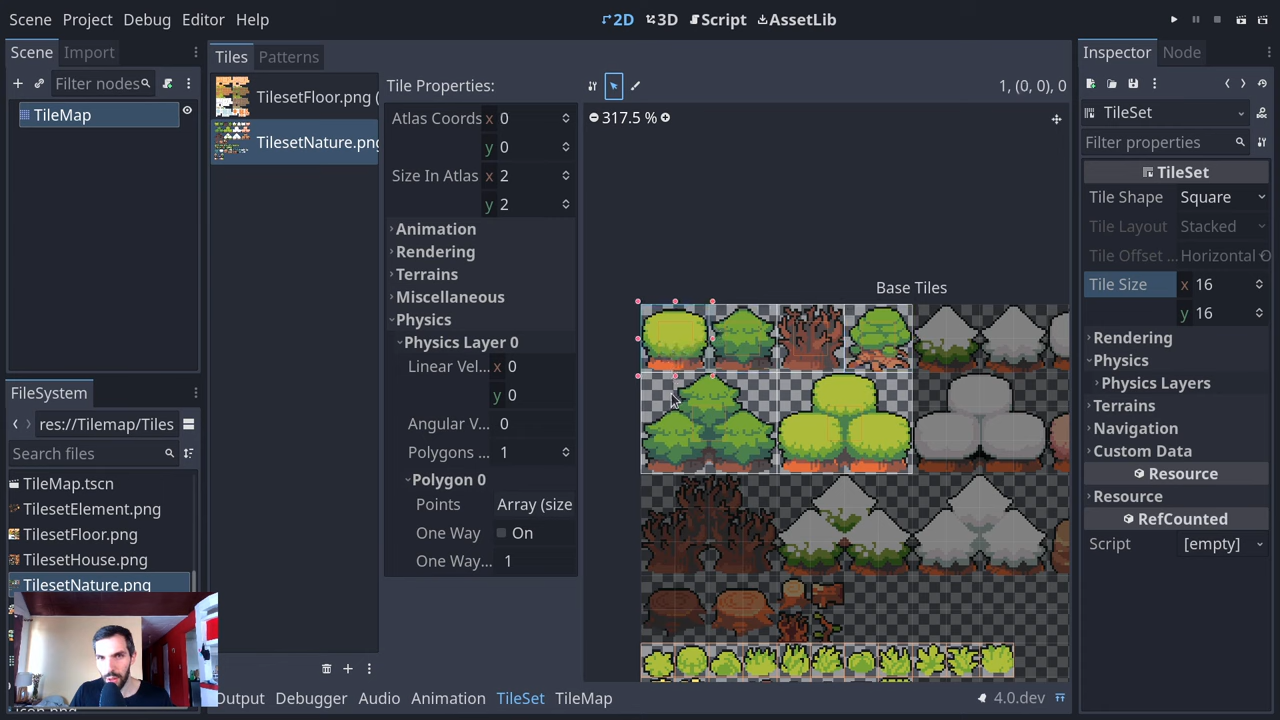 Scene Project Debug Editor Help
2D 3D Script AssetLib
Scene Import
Filter nodes
TileMap
FileSystem
res://Tilemap/Tiles
Search files
TileMap.tscn
TilesetElement.png
TilesetFloor.png
TilesetHouse.png
TilesetNature.png
Tiles Patterns
TilesetFloor.png (
TilesetNature.png
Tile Properties:
Atlas Coords x 0
y 0
Size In Atlas x 2
y 2
Animation
Rendering
Terrains
Miscellaneous
Physics
Physics Layer 0
Linear Vel... x 0
y 0
Angular V... 0
Polygons ... 1
Polygon 0
Points Array (size
One Way On
One Way... 1
1, (0, 0), 0
317.5 %
Base Tiles
Output Debugger Audio Animation TileSet TileMap
4.0.dev
Inspector Node
TileSet
Filter properties
TileSet
Tile Shape Square
Tile Layout Stacked
Tile Offset ... Horizontal O
Tile Size x 16
y 16
Rendering
Physics
Physics Layers
Terrains
Navigation
Custom Data
Resource
Resource
RefCounted
Script [empty]